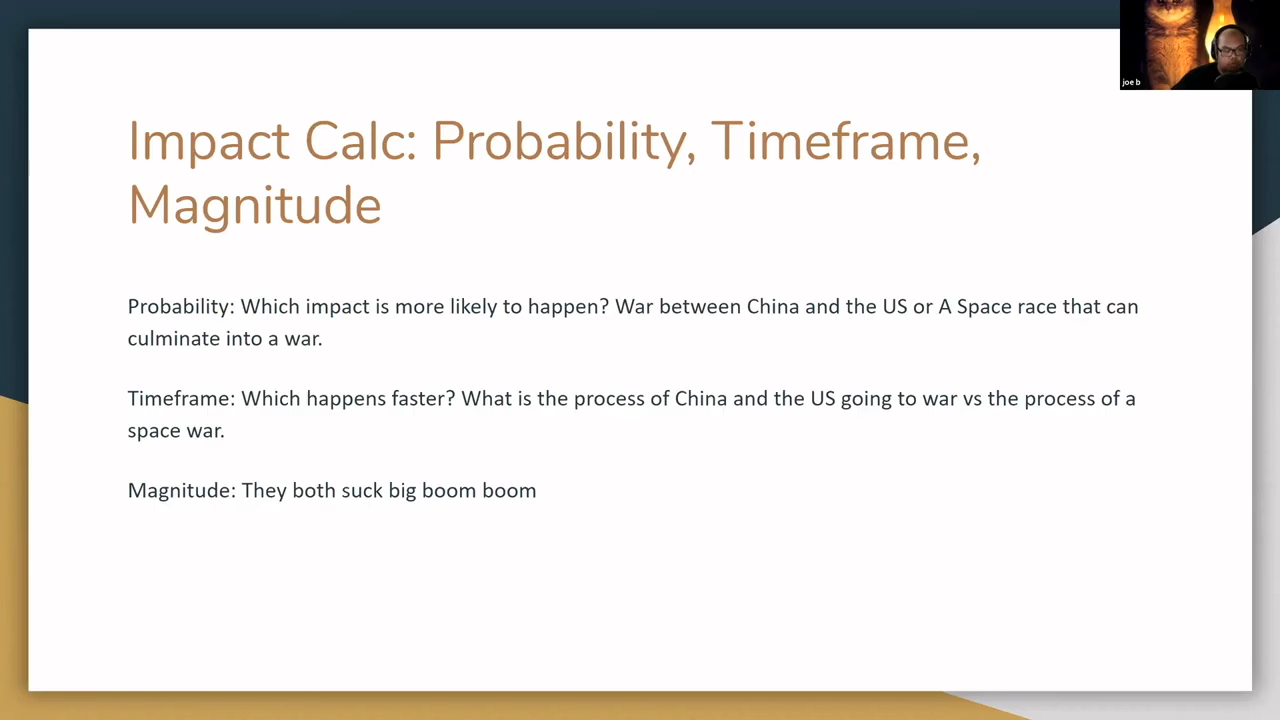 joe b
Impact Calc: Probability, Timeframe,
Magnitude
Probability: Which impact is more likely to happen? War between China and the US or A Space race that can
culminate into a war.
Timeframe: Which happens faster? What is the process of China and the US going to war vs the process of a
space war.
Magnitude: They both suck big boom boom